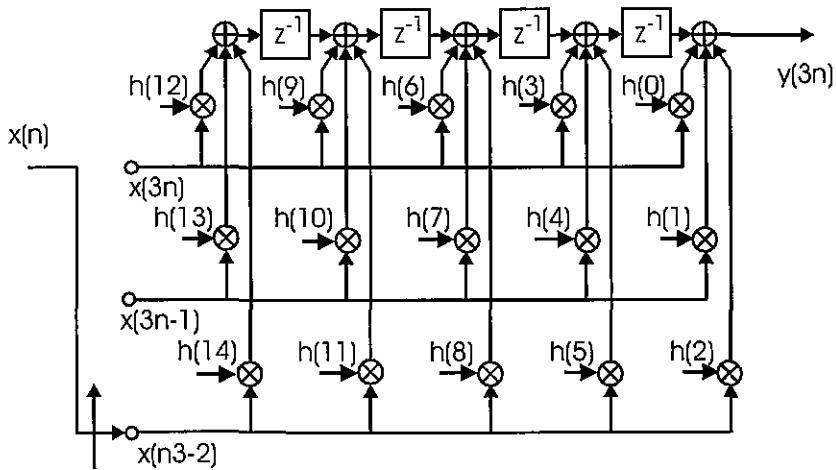 z⁻¹ z⁻¹ z⁻¹ z⁻¹
y(3n)
h(12) h(9) h(6) h(3) h(0)
x(n)
x(3n)
h(13) h(10) h(7) h(4) h(1)
x(3n-1)
h(14) h(11) h(8) h(5) h(2)
x(n3-2)